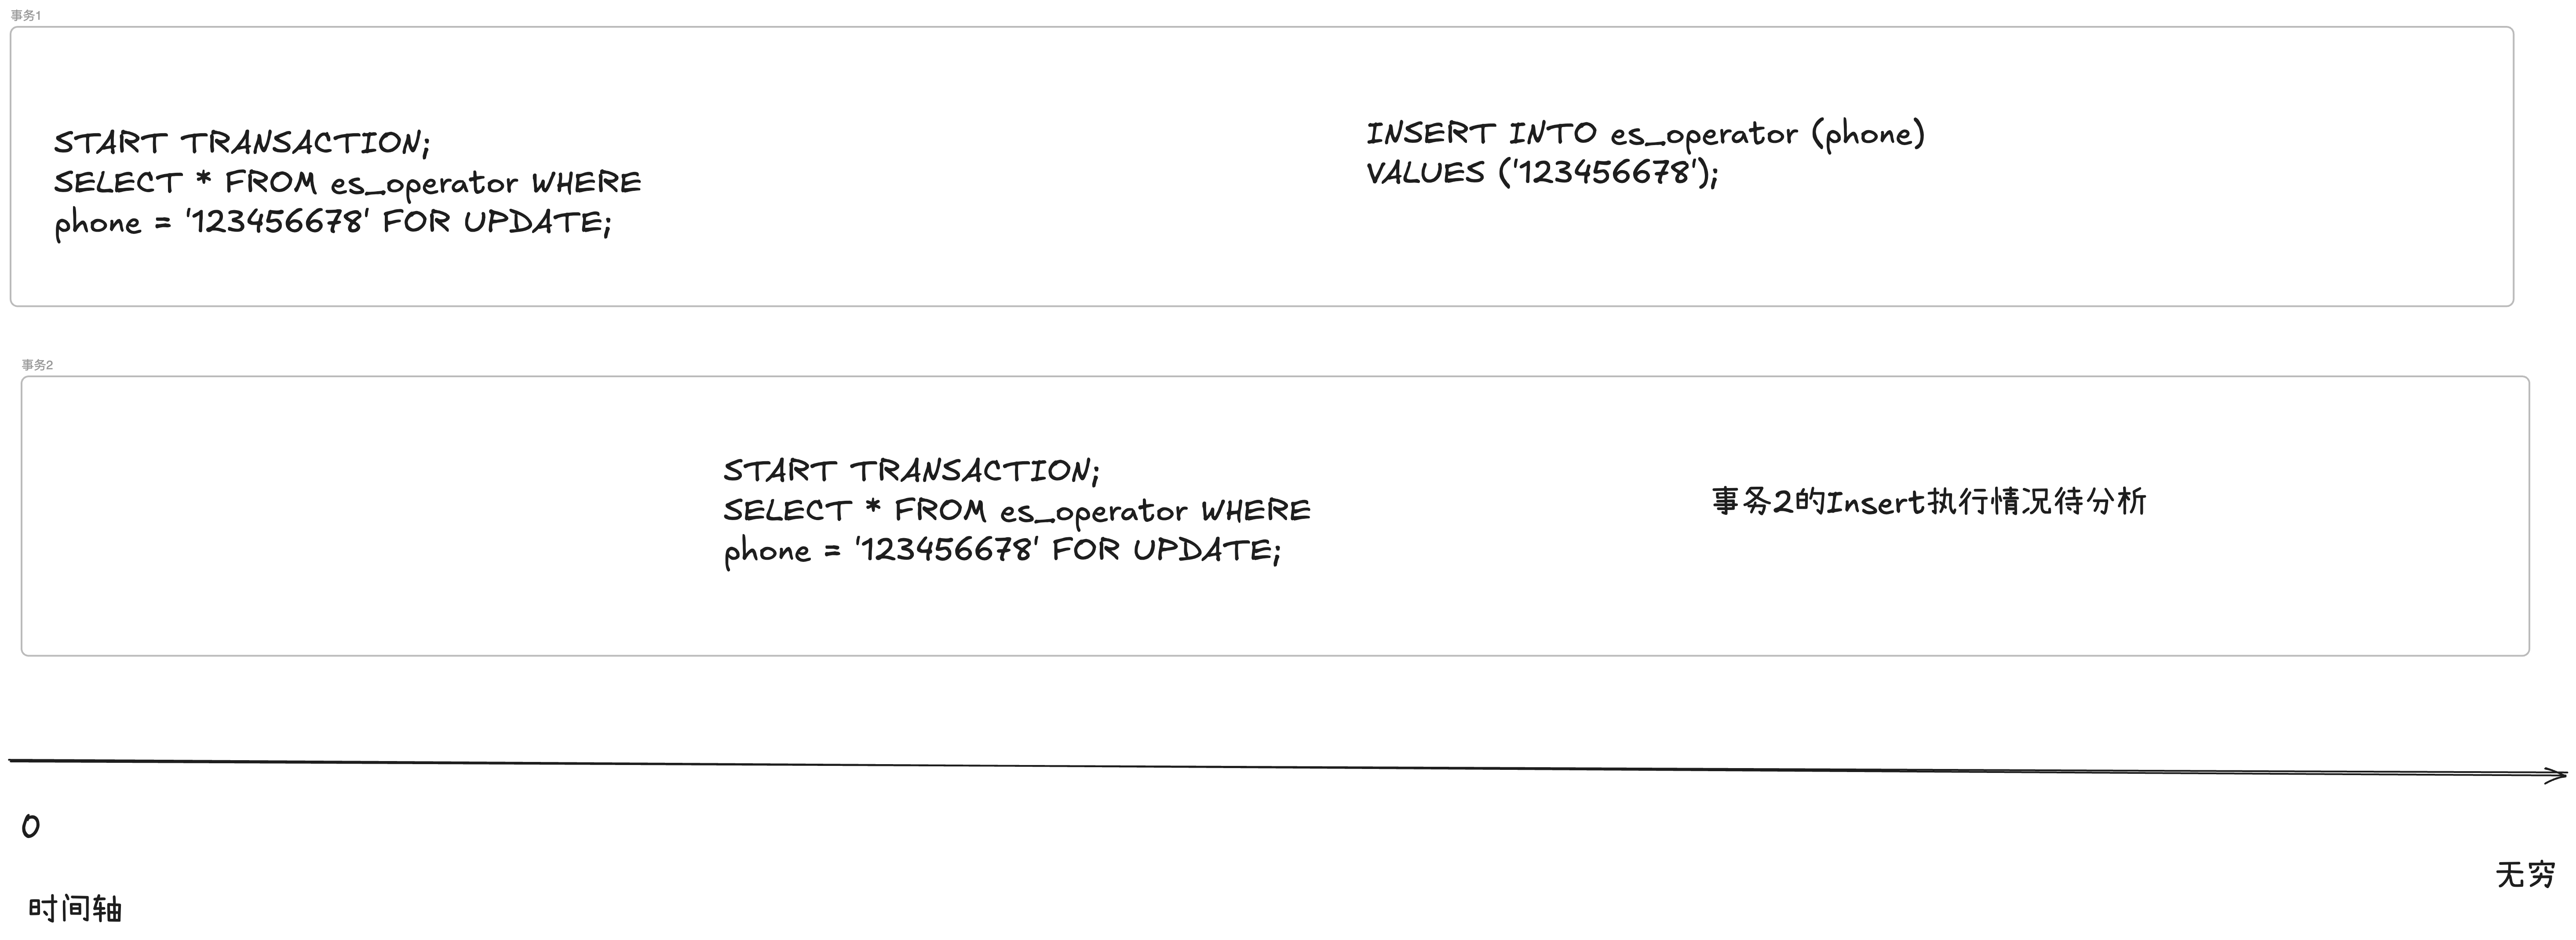 事务1
START TRANSACTION;
SELECT * FROM es_operator WHERE
phone = '123456678' FOR UPDATE;
INSERT INTO es_operator (phone)
VALUES ('123456678');
事务2
START TRANSACTION;
SELECT * FROM es_operator WHERE
phone = '123456678' FOR UPDATE;
事务2的Insert执行情况待分析
0
无穷
时间轴